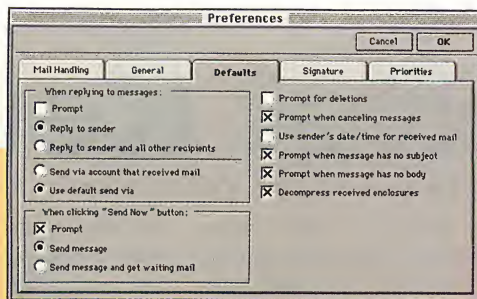 Preferences
Cancel
OK
Mail Handling
General
Defaults
Signature
Priorities
When replying to messages:
Prompt
Reply to sender
Reply to sender and all other recipients
Send via account that received mail
Use default send via
When clicking "Send Now" button:
Prompt
Send message
Send message and get waiting mail
Prompt for deletions
Prompt when canceling messages
Use sender's date/time for received mail
Prompt when message has no subject
Prompt when message has no body
Decompress received enclosures